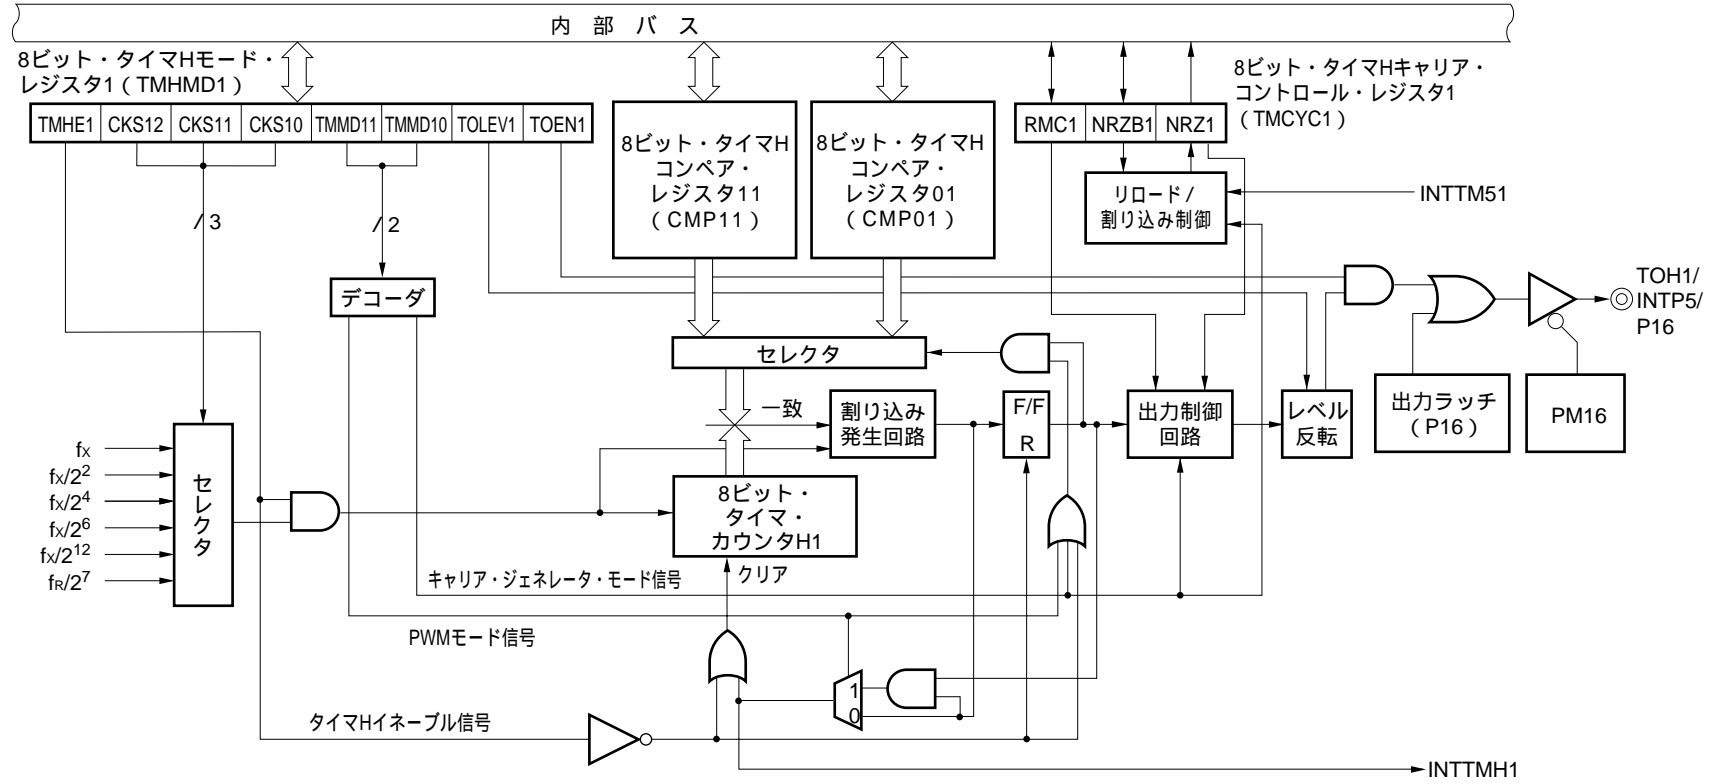 内 部 バ ス
8ビット・タイマHモード・
レジスタ1（TMHMD1）
TMHE1 CKS12 CKS11 CKS10 TMMD11 TMMD10 TOLEV1 TOEN1
8ビット・タイマH
コンペア・
レジスタ11
（CMP11）
8ビット・タイマH
コンペア・
レジスタ01
（CMP01）
RMC1 NRZB1 NRZ1
8ビット・タイマHキャリア・
コントロール・レジスタ1
（TMCYC1）
リロード/
割り込み制御
INTTM51
/3
/2
デコーダ
セレクタ
TOH1/
INTP5/
P16
一致
割り込み
発生回路
F/F
R
出力制御
回路
レベル
反転
出力ラッチ
（P16）
PM16
fX
fX/2²
fX/2⁴
fX/2⁶
fX/2¹²
fR/2⁷
セレクタ
8ビット・
タイマ・
カウンタH1
キャリア・ジェネレータ・モード信号
クリア
PWMモード信号
1
0
タイマHイネーブル信号
INTTMH1